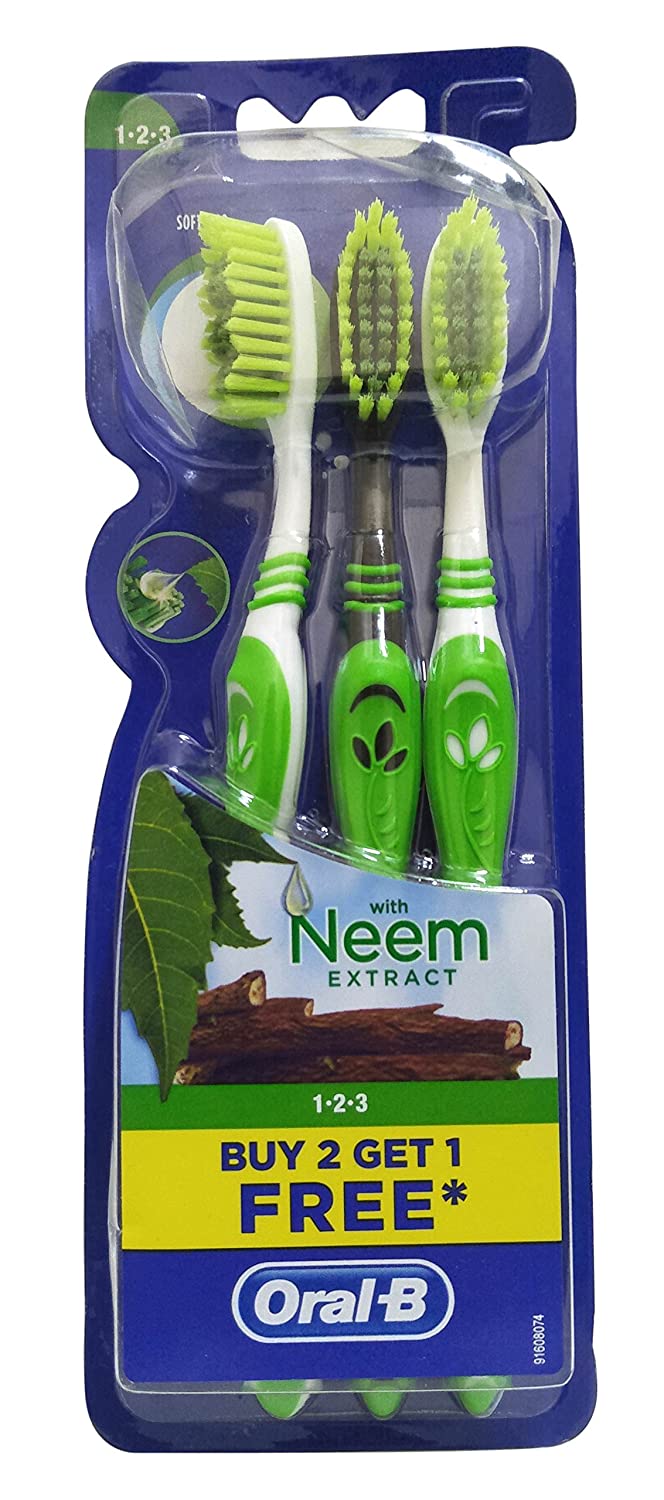 1•2•3
with
Neem
EXTRACT
1•2•3
BUY 2 GET 1
FREE*
Oral-B
91608074